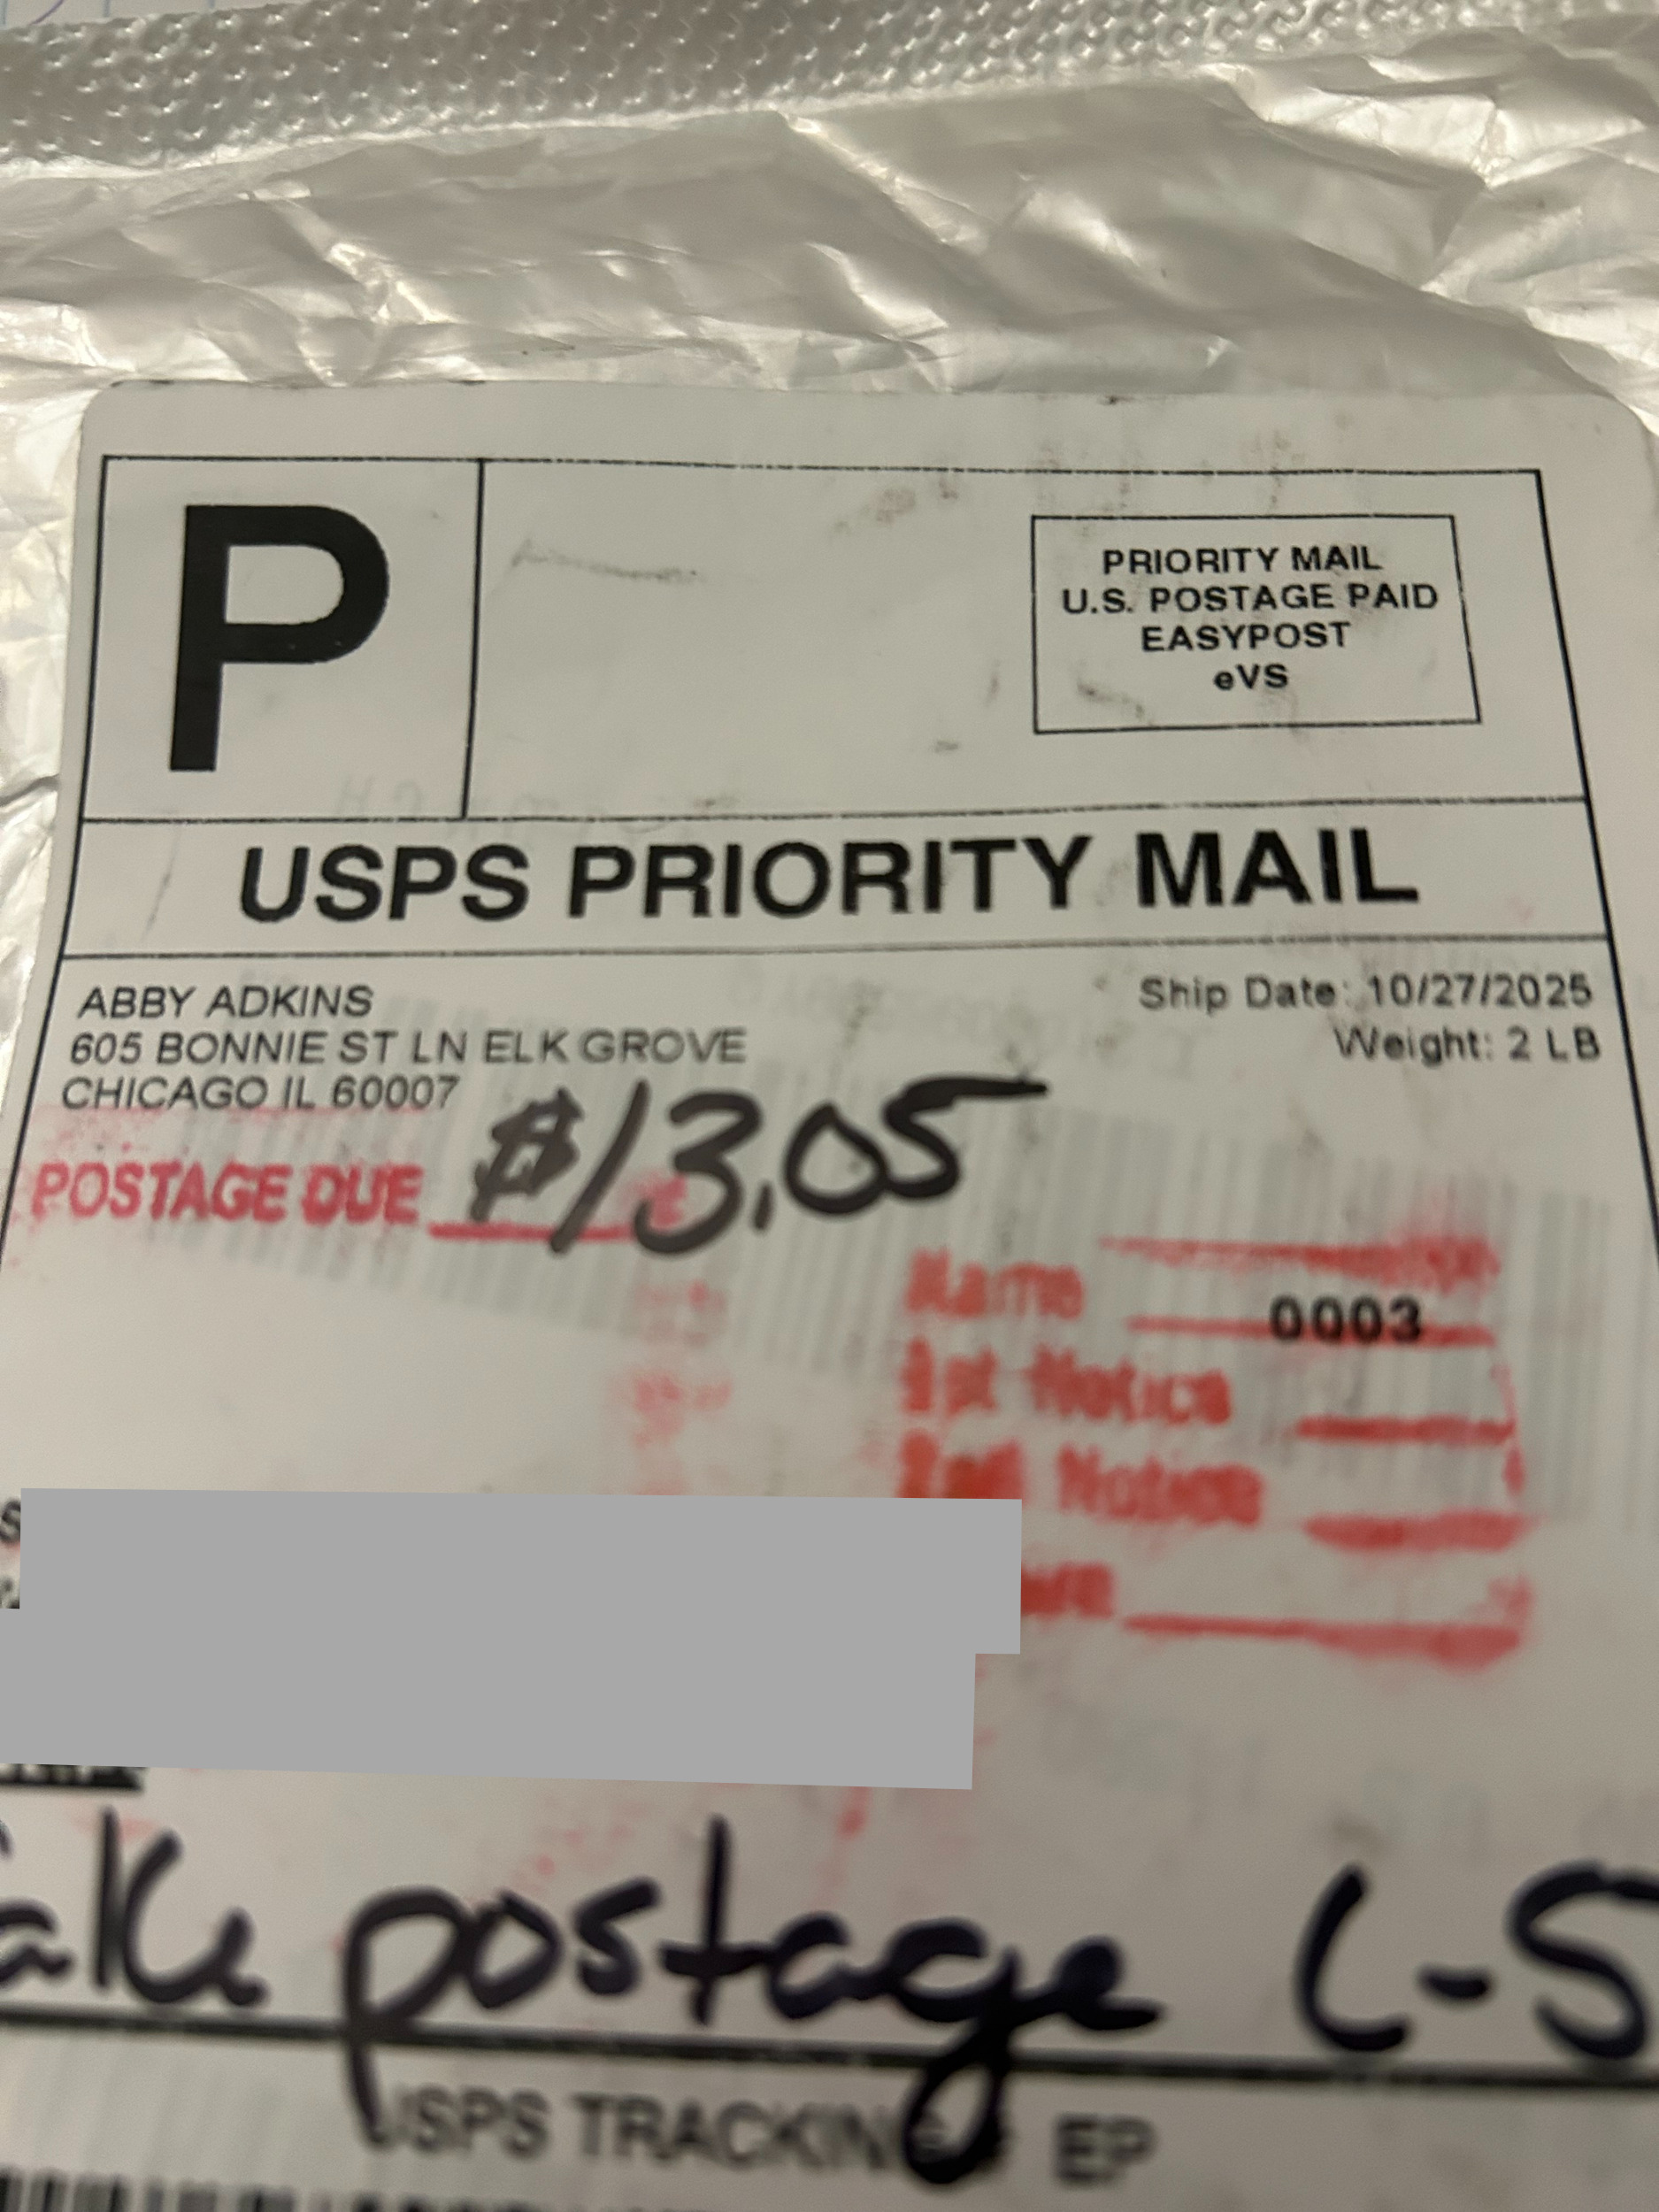 P
PRIORITY MAIL
U.S. POSTAGE PAID
EASYPOST
eVS
USPS PRIORITY MAIL
ABBY ADKINS
605 BONNIE ST LN ELK GROVE
CHICAGO IL 60007
Ship Date: 10/27/2025
Weight: 2 LB
POSTAGE DUE $13.05
Name
0003
1st Notice
2nd Notice
postage
USPS TRACKING # EP